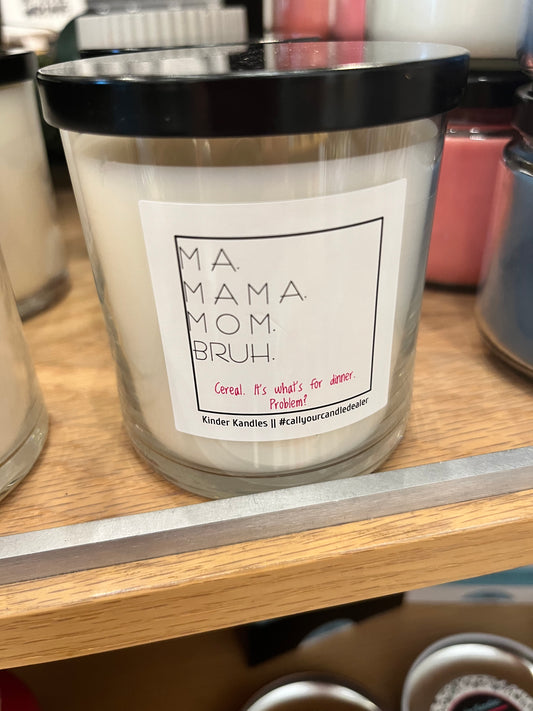 MA.
MAMA.
MOM.
BRUH.
Cereal. It's what's for dinner.
Problem?
Kinder Kandles || #callyourcandledealer